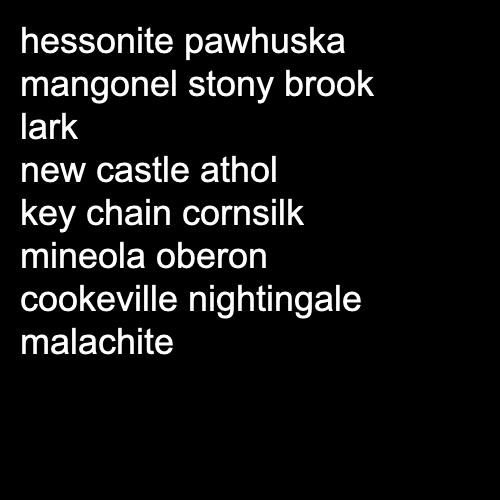 hessonite pawhuska
mangonel stony brook
lark
new castle athol
key chain cornsilk
mineola oberon
cookeville nightingale
malachite